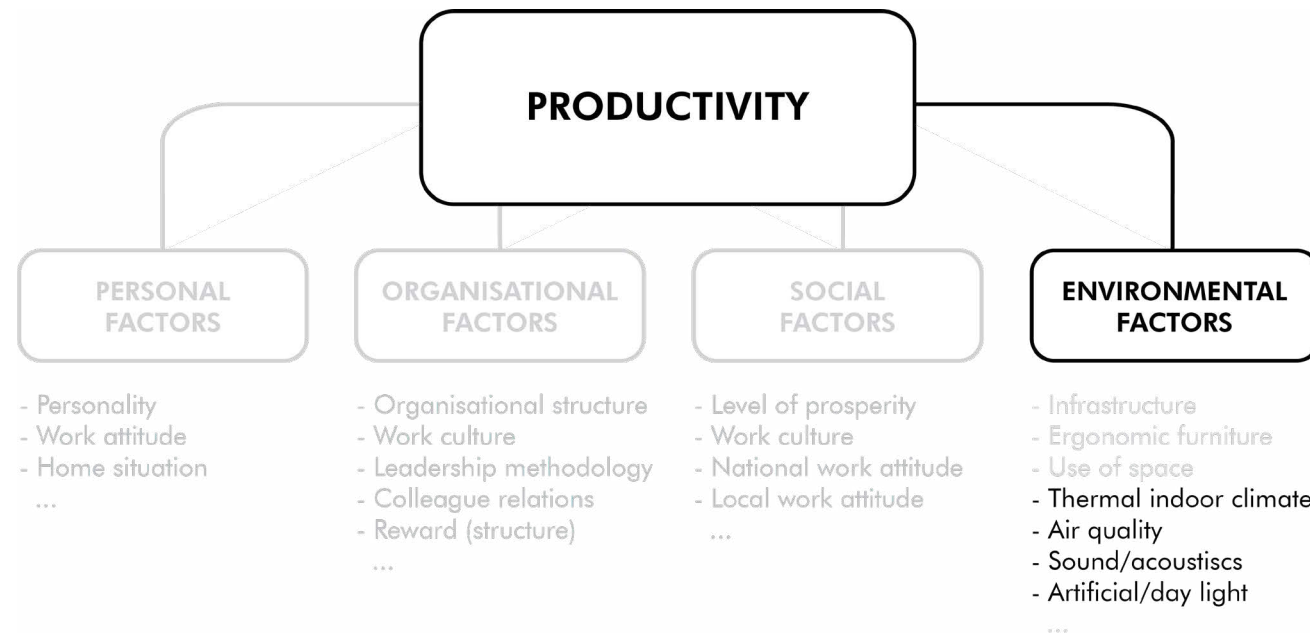 PRODUCTIVITY
PERSONAL
FACTORS
- Personality
- Work attitude
- Home situation
...
ORGANISATIONAL
FACTORS
- Organisational structure
- Work culture
- Leadership methodology
- Colleague relations
- Reward (structure)
...
SOCIAL
FACTORS
- Level of prosperity
- Work culture
- National work attitude
- Local work attitude
...
ENVIRONMENTAL
FACTORS
- Infrastructure
- Ergonomic furniture
- Use of space
- Thermal indoor climate
- Air quality
- Sound/acoustiscs
- Artificial/day light
...